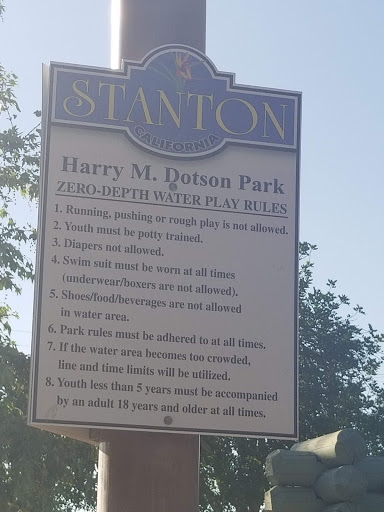 STANTON
CALIFORNIA
Harry M. Dotson Park
ZERO-DEPTH WATER PLAY RULES
1. Running, pushing or rough play is not allowed.
2. Youth must be potty trained.
3. Diapers not allowed.
4. Swim suit must be worn at all times
(underwear/boxers are not allowed).
5. Shoes/food/beverages are not allowed
in water area.
6. Park rules must be adhered to at all times.
7. If the water area becomes too crowded,
line and time limits will be utilized.
8. Youth less than 5 years must be accompanied
by an adult 18 years and older at all times.